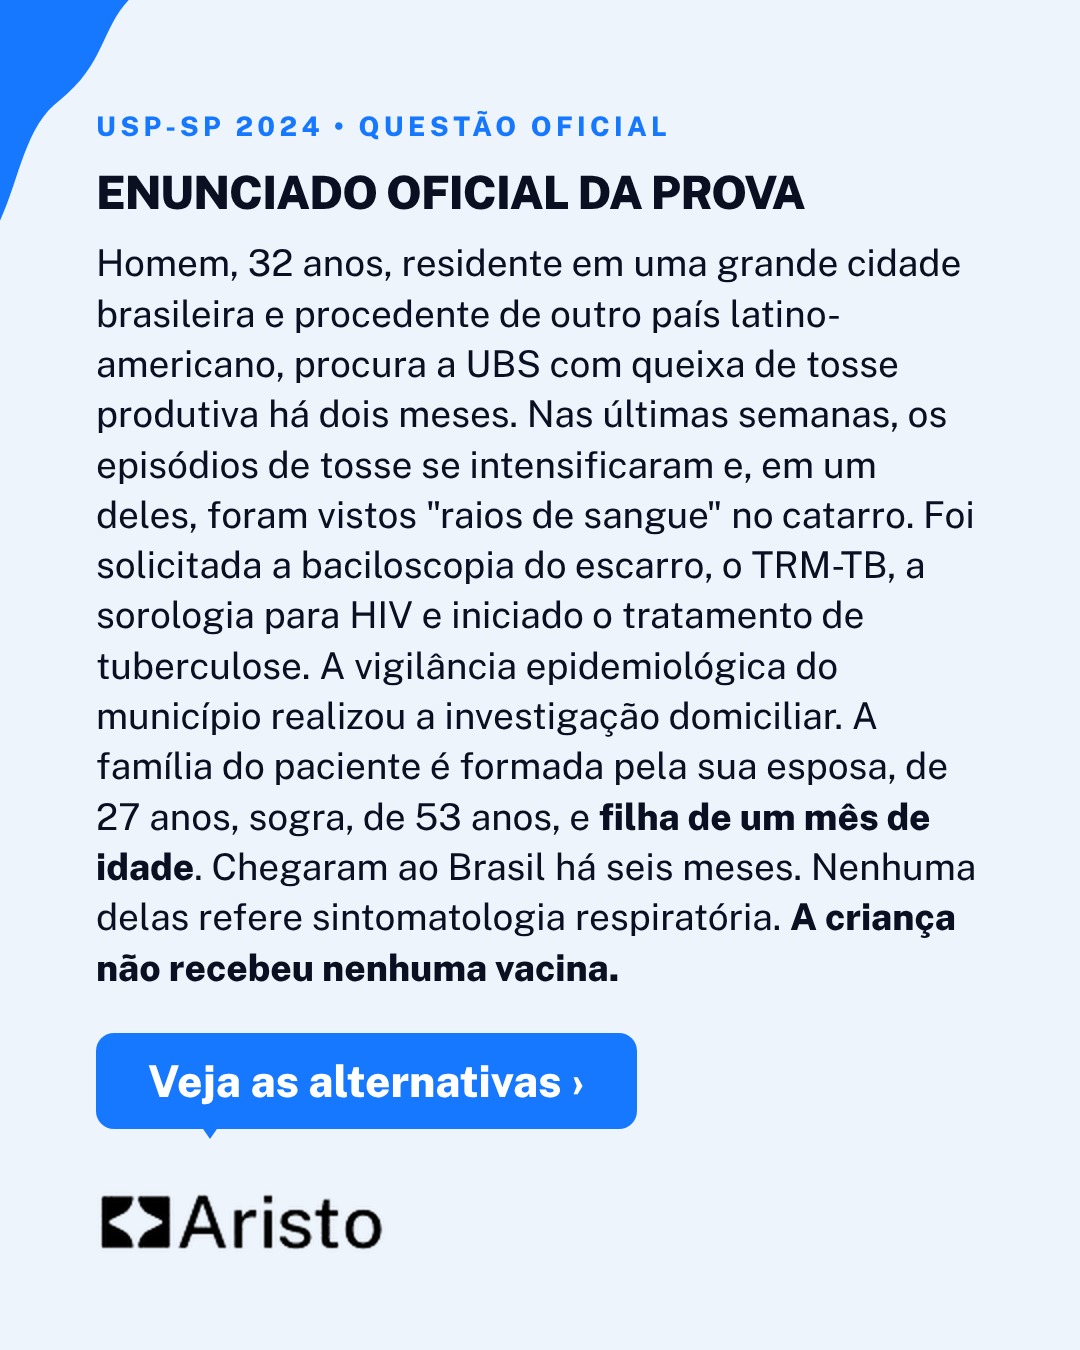 USP-SP 2024 • QUESTÃO OFICIAL
ENUNCIADO OFICIAL DA PROVA
Homem, 32 anos, residente em uma grande cidade
brasileira e procedente de outro país latino-
americano, procura a UBS com queixa de tosse
produtiva há dois meses. Nas últimas semanas, os
episódios de tosse se intensificaram e, em um
deles, foram vistos "raios de sangue" no catarro. Foi
solicitada a baciloscopia do escarro, o TRM-TB, a
sorologia para HIV e iniciado o tratamento de
tuberculose. A vigilância epidemiológica do
município realizou a investigação domiciliar. A
família do paciente é formada pela sua esposa, de
27 anos, sogra, de 53 anos, e filha de um mês de
idade. Chegaram ao Brasil há seis meses. Nenhuma
delas refere sintomatologia respiratória. A criança
não recebeu nenhuma vacina.
Veja as alternativas ›
Aristo